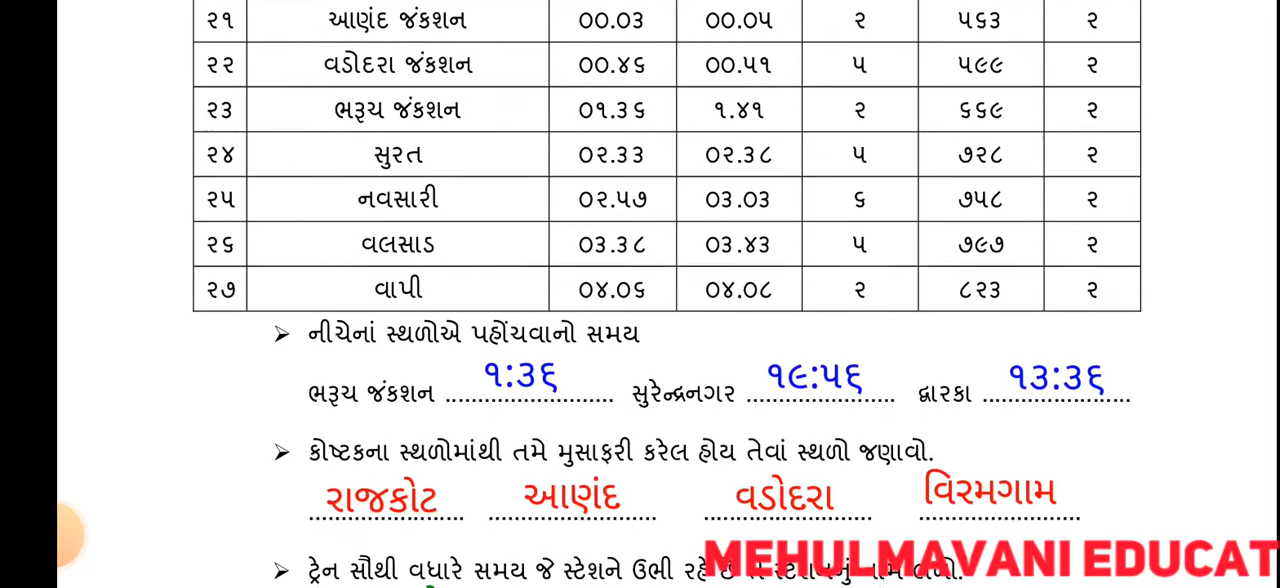 ૨૧ આણંદ જંકશન ૦૦.૦૩ ૦૦.૦૫ ૨ ૫૬૩ ૨
૨૨ વડોદરા જંકશન ૦૦.૪૬ ૦૦.૫૧ ૫ ૫૯૯ ૨
૨૩ ભરૂચ જંકશન ૦૧.૩૬ ૧.૪૧ ૨ ૬૬૯ ૨
૨૪ સુરત ૦૨.૩૩ ૦૨.૩૮ ૫ ૭૨૮ ૨
૨૫ નવસારી ૦૨.૫૭ ૦૩.૦૩ ૬ ૭૫૮ ૨
૨૬ વલસાડ ૦૩.૩૮ ૦૩.૪૩ ૫ ૭૯૭ ૨
૨૭ વાપી ૦૪.૦૬ ૦૪.૦૮ ૨ ૮૨૩ ૨
➢ નીચેનાં સ્થળોએ પહોંચવાનો સમય
ભરૂચ જંકશન ૧:૩૬ સુરેન્દ્રનગર ૧૯:૫૬ દ્વારકા ૧૩:૩૬
➢ કોષ્ટકના સ્થળોમાંથી તમે મુસાફરી કરેલ હોય તેવાં સ્થળો જણાવો.
રાજકોટ આણંદ વડોદરા વિરમગામ
➢ ટ્રેન સૌથી વધારે સમય જે સ્ટેશને ઉભી રહે
MEHULMAVANI EDUCAT